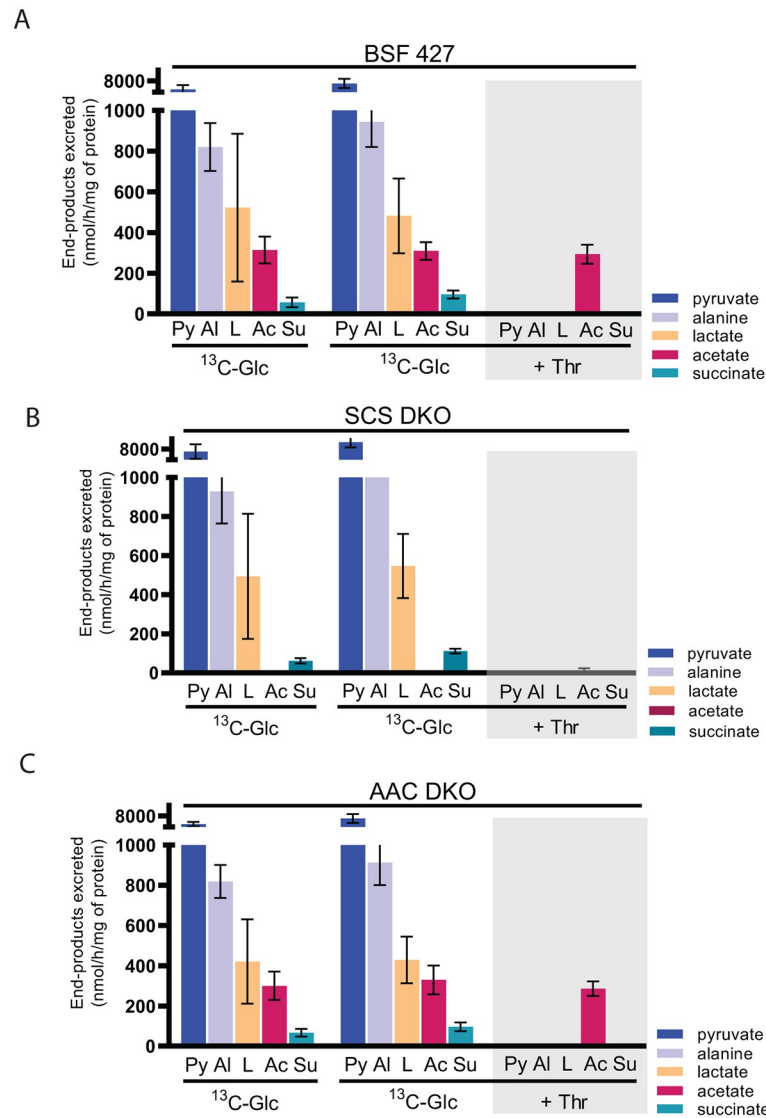 A
BSF 427
End-products excreted
(nmol/h/mg of protein)
8000
1000
800
600
400
200
0
Py Al L Ac Su
Py Al L Ac Su
Py Al L Ac Su
¹³C-Glc
¹³C-Glc
+ Thr
pyruvate
alanine
lactate
acetate
succinate
B
SCS DKO
End-products excreted
(nmol/h/mg of protein)
8000
1000
800
600
400
200
0
Py Al L Ac Su
Py Al L Ac Su
Py Al L Ac Su
¹³C-Glc
¹³C-Glc
+ Thr
pyruvate
alanine
lactate
acetate
succinate
C
AAC DKO
End-products excreted
(nmol/h/mg of protein)
8000
1000
800
600
400
200
0
Py Al L Ac Su
Py Al L Ac Su
Py Al L Ac Su
¹³C-Glc
¹³C-Glc
+ Thr
pyruvate
alanine
lactate
acetate
succinate